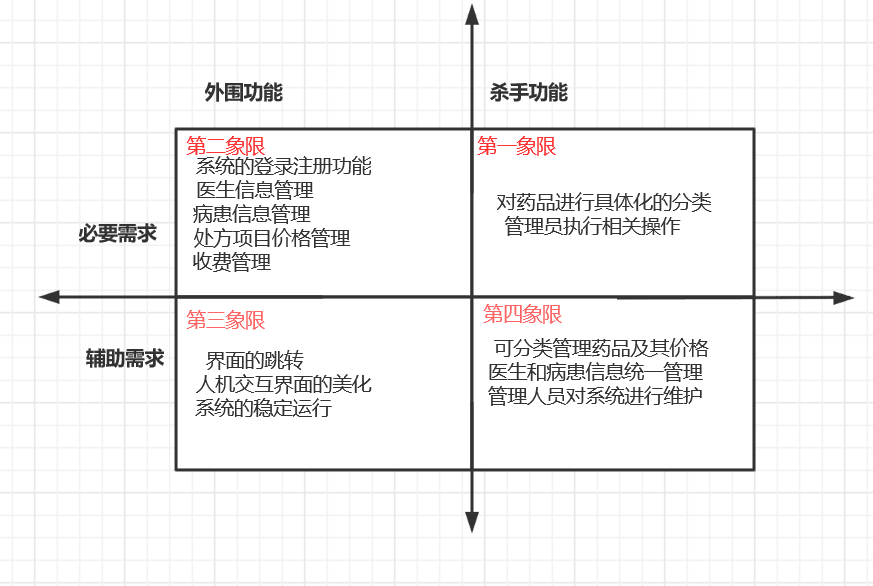 外围功能
杀手功能
必要需求
第二象限
系统的登录注册功能
医生信息管理
病患信息管理
处方项目价格管理
收费管理
第一象限
对药品进行具体化的分类
管理员执行相关操作
辅助需求
第三象限
界面的跳转
人机交互界面的美化
系统的稳定运行
第四象限
可分类管理药品及其价格
医生和病患信息统一管理
管理人员对系统进行维护